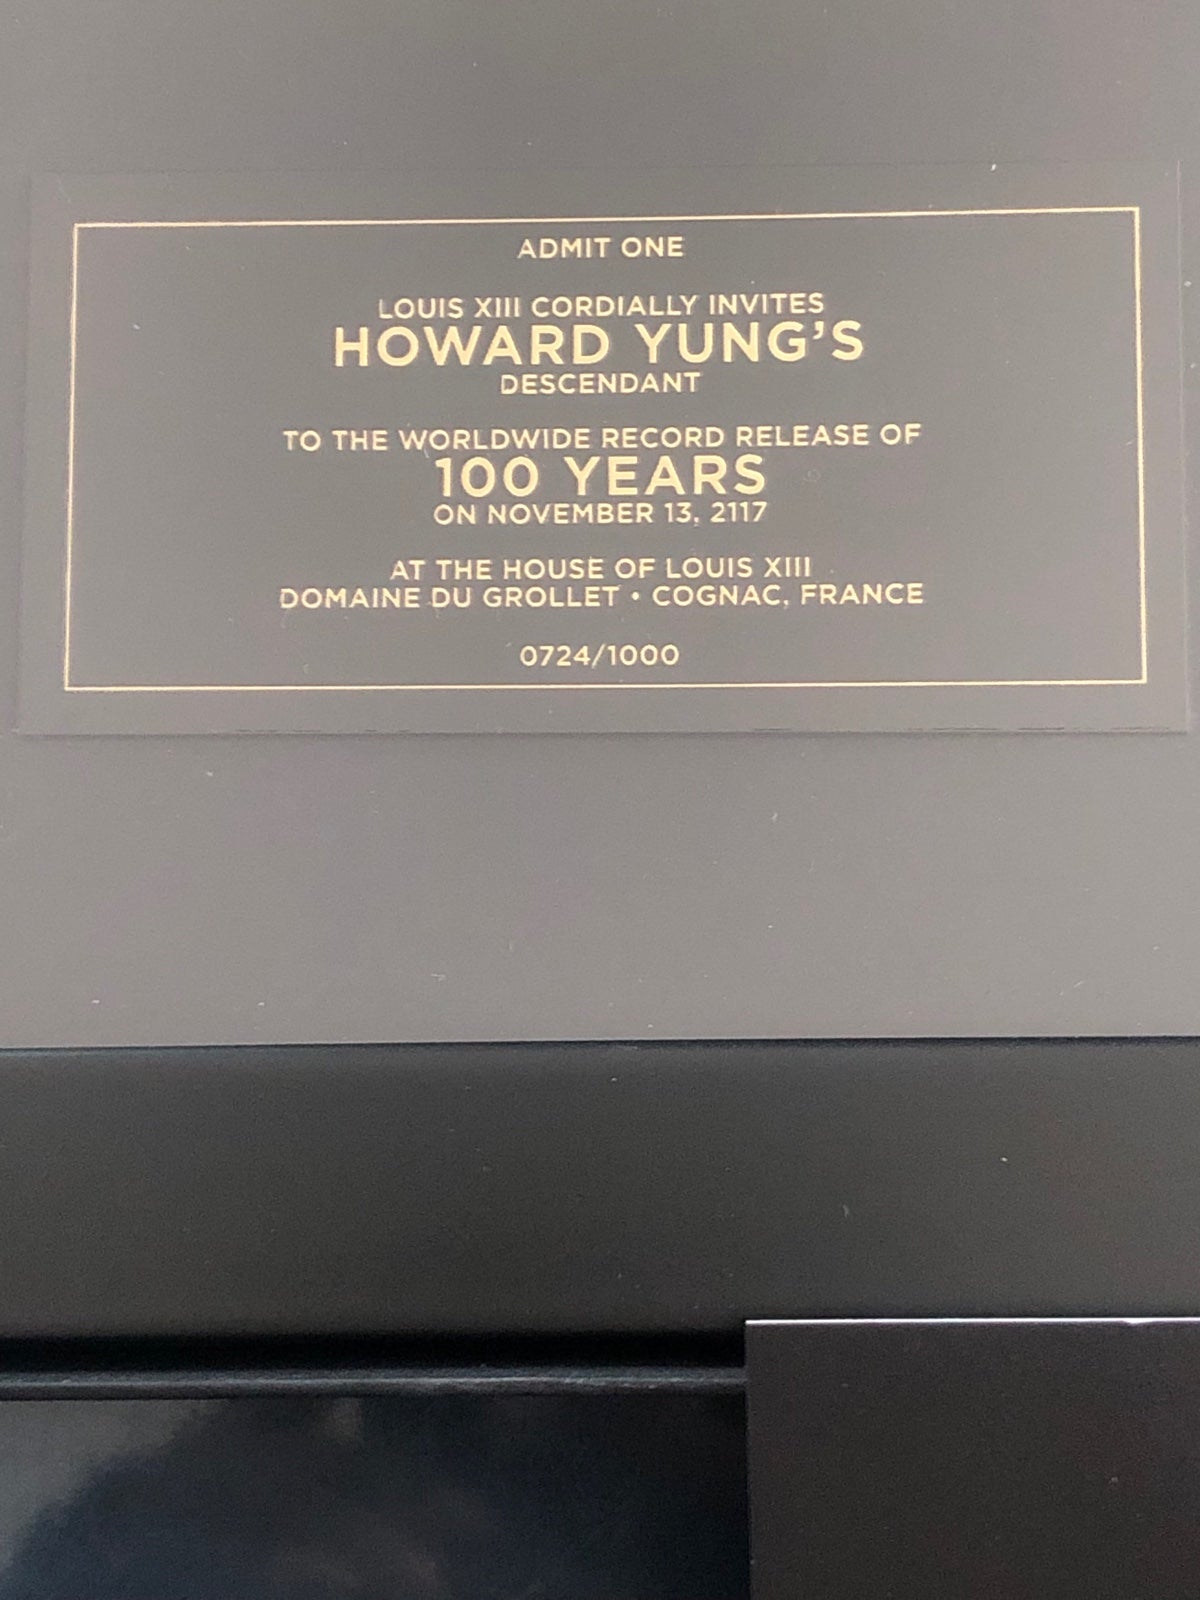 ADMIT ONE
LOUIS XIII CORDIALLY INVITES
HOWARD YUNG'S
DESCENDANT
TO THE WORLDWIDE RECORD RELEASE OF
100 YEARS
ON NOVEMBER 13, 2117
AT THE HOUSE OF LOUIS XIII
DOMAINE DU GROLLET • COGNAC, FRANCE
0724/1000